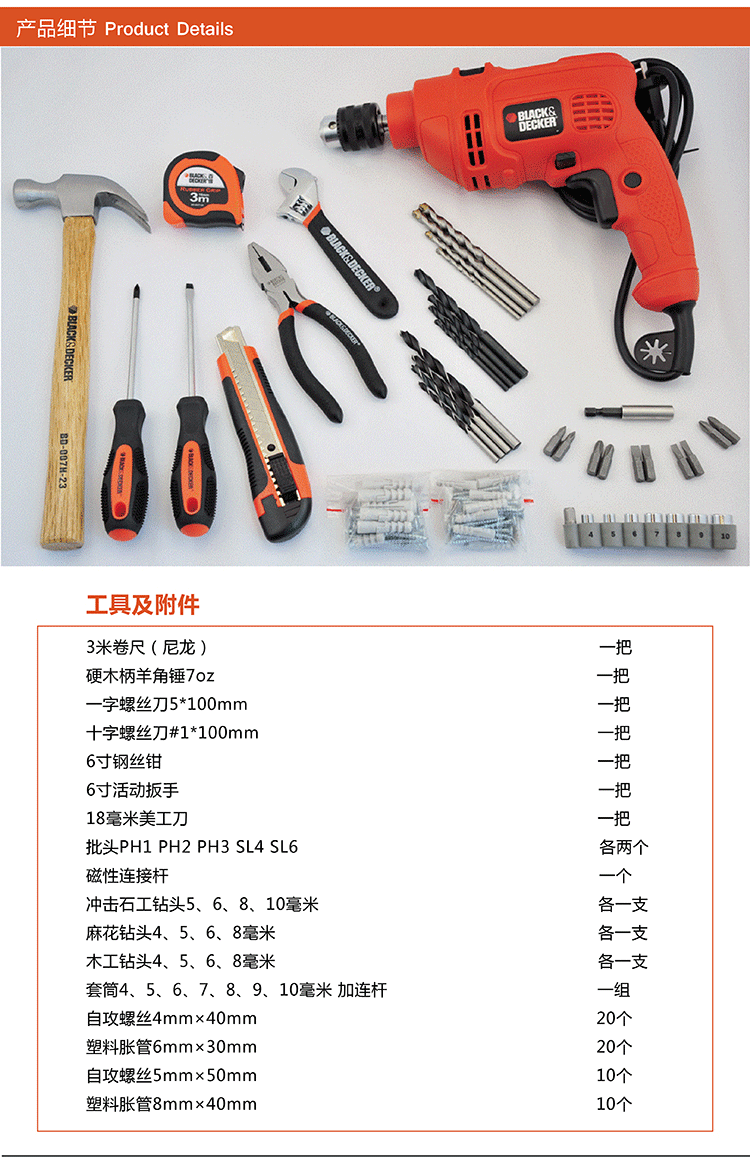 产品细节 Product Details
BLACK&
DECKER
BLACK&
DECKER
RUBBER GRIP
3m
BLACK&DECKER
BLACK&DECKER
BLACK&DECKER
BD-007H-23
BLACK&DECKER
BLACK&DECKER
4 5 6 7 8 9 10
工具及附件
3米卷尺（尼龙） 一把
硬木柄羊角锤7oz 一把
一字螺丝刀5*100mm 一把
十字螺丝刀#1*100mm 一把
6寸钢丝钳 一把
6寸活动扳手 一把
18毫米美工刀 一把
批头PH1 PH2 PH3 SL4 SL6 各两个
磁性连接杆 一个
冲击石工钻头5、6、8、10毫米 各一支
麻花钻头4、5、6、8毫米 各一支
木工钻头4、5、6、8毫米 各一支
套筒4、5、6、7、8、9、10毫米 加连杆 一组
自攻螺丝4mm×40mm 20个
塑料胀管6mm×30mm 20个
自攻螺丝5mm×50mm 10个
塑料胀管8mm×40mm 10个